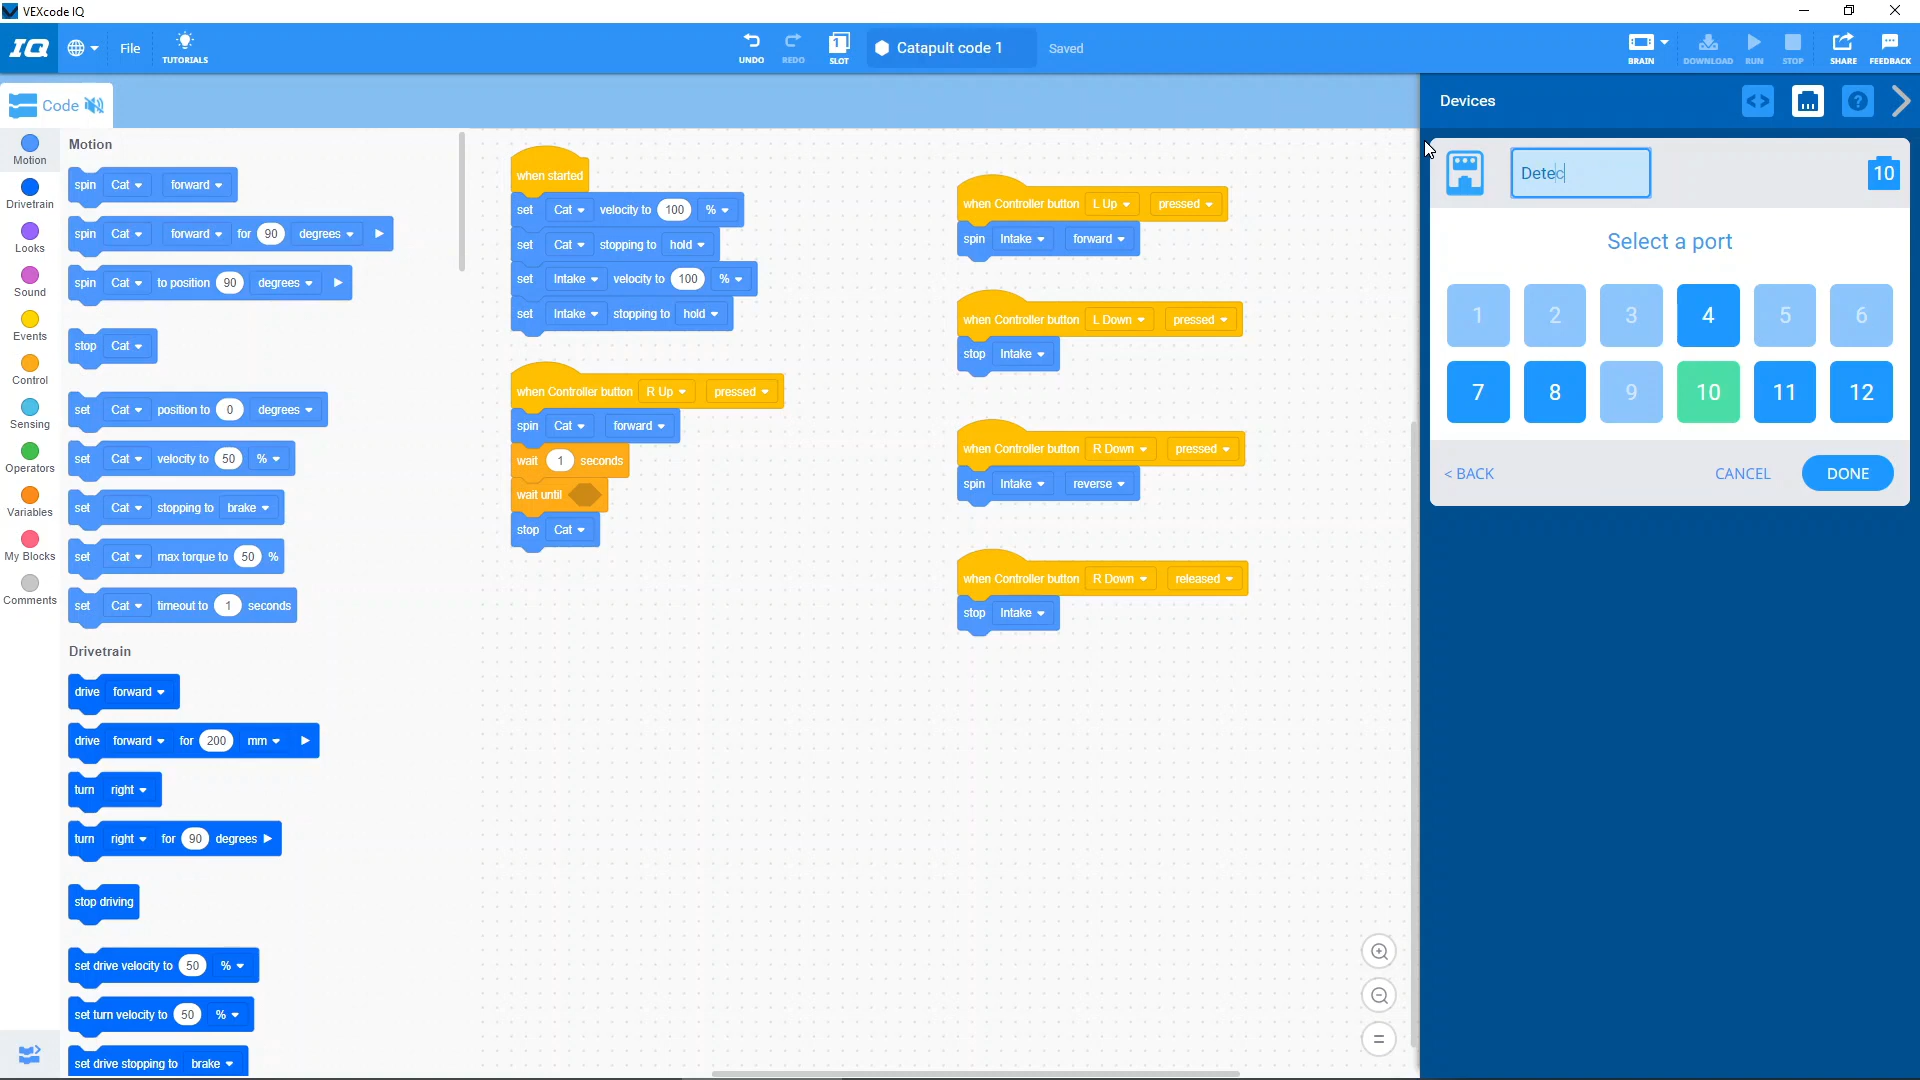 VEXcode IQ
IQ
File
TUTORIALS
UNDO
REDO
1
SLOT
Catapult code 1
Saved
BRAIN
DOWNLOAD
RUN
STOP
SHARE
FEEDBACK
Code
Devices
<>
?
Motion
Drivetrain
Looks
Sound
Events
Control
Sensing
Operators
Variables
My Blocks
Comments
Motion
spin Cat forward
spin Cat forward for 90 degrees
spin Cat to position 90 degrees
stop Cat
set Cat position to 0 degrees
set Cat velocity to 50 %
set Cat stopping to brake
set Cat max torque to 50 %
set Cat timeout to 1 seconds
Drivetrain
drive forward
drive forward for 200 mm
turn right
turn right for 90 degrees
stop driving
set drive velocity to 50 %
set turn velocity to 50 %
set drive stopping to brake
when started
set Cat velocity to 100 %
set Cat stopping to hold
set Intake velocity to 100 %
set Intake stopping to hold
when Controller button R Up pressed
spin Cat forward
wait 1 seconds
wait until
stop Cat
when Controller button L Up pressed
spin Intake forward
when Controller button L Down pressed
stop Intake
when Controller button R Down pressed
spin Intake reverse
when Controller button R Down released
stop Intake
Detec
10
Select a port
1 2 3 4 5 6
7 8 9 10 11 12
< BACK
CANCEL
DONE